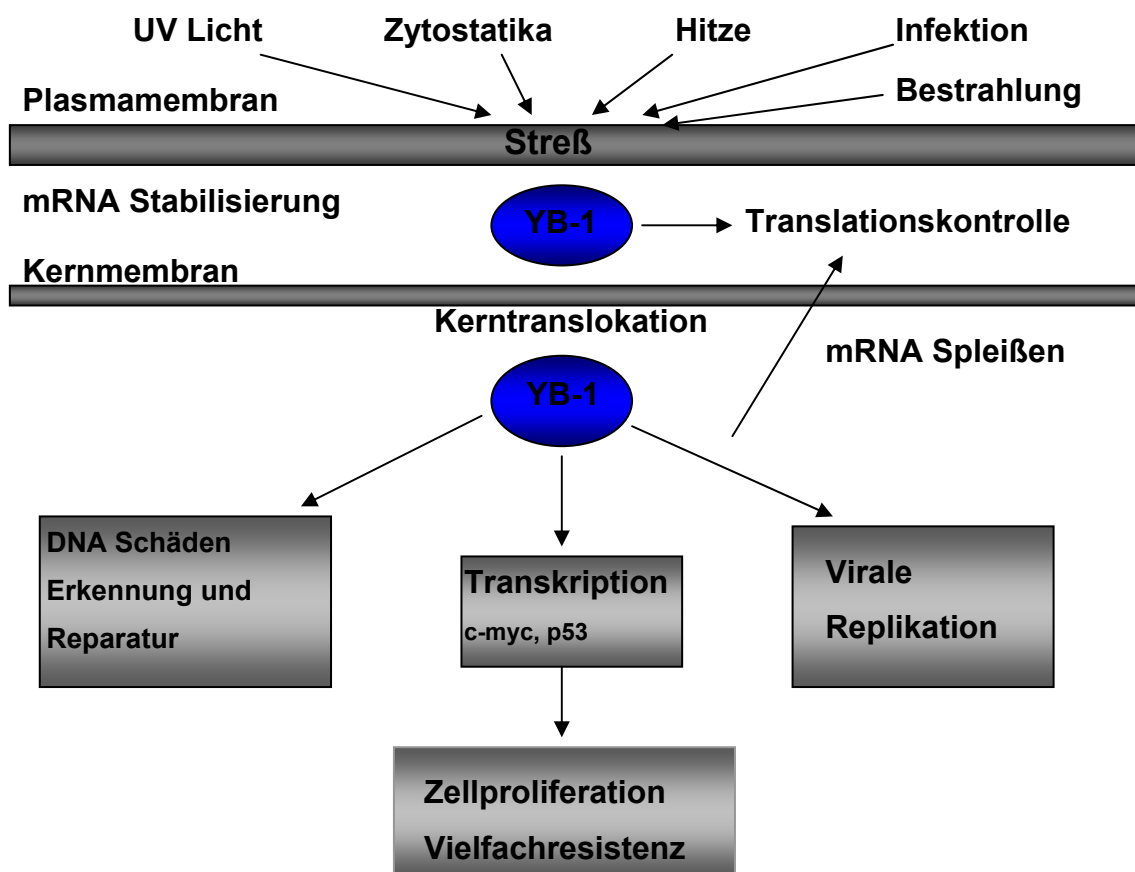 UV Licht
Zytostatika
Hitze
Infektion
Bestrahlung
Plasmamembran
Streß
mRNA Stabilisierung
YB-1
Translationskontrolle
Kernmembran
Kerntranslokation
mRNA Spleißen
YB-1
DNA Schäden
Erkennung und
Reparatur
Transkription
c-myc, p53
Virale
Replikation
Zellproliferation
Vielfachresistenz